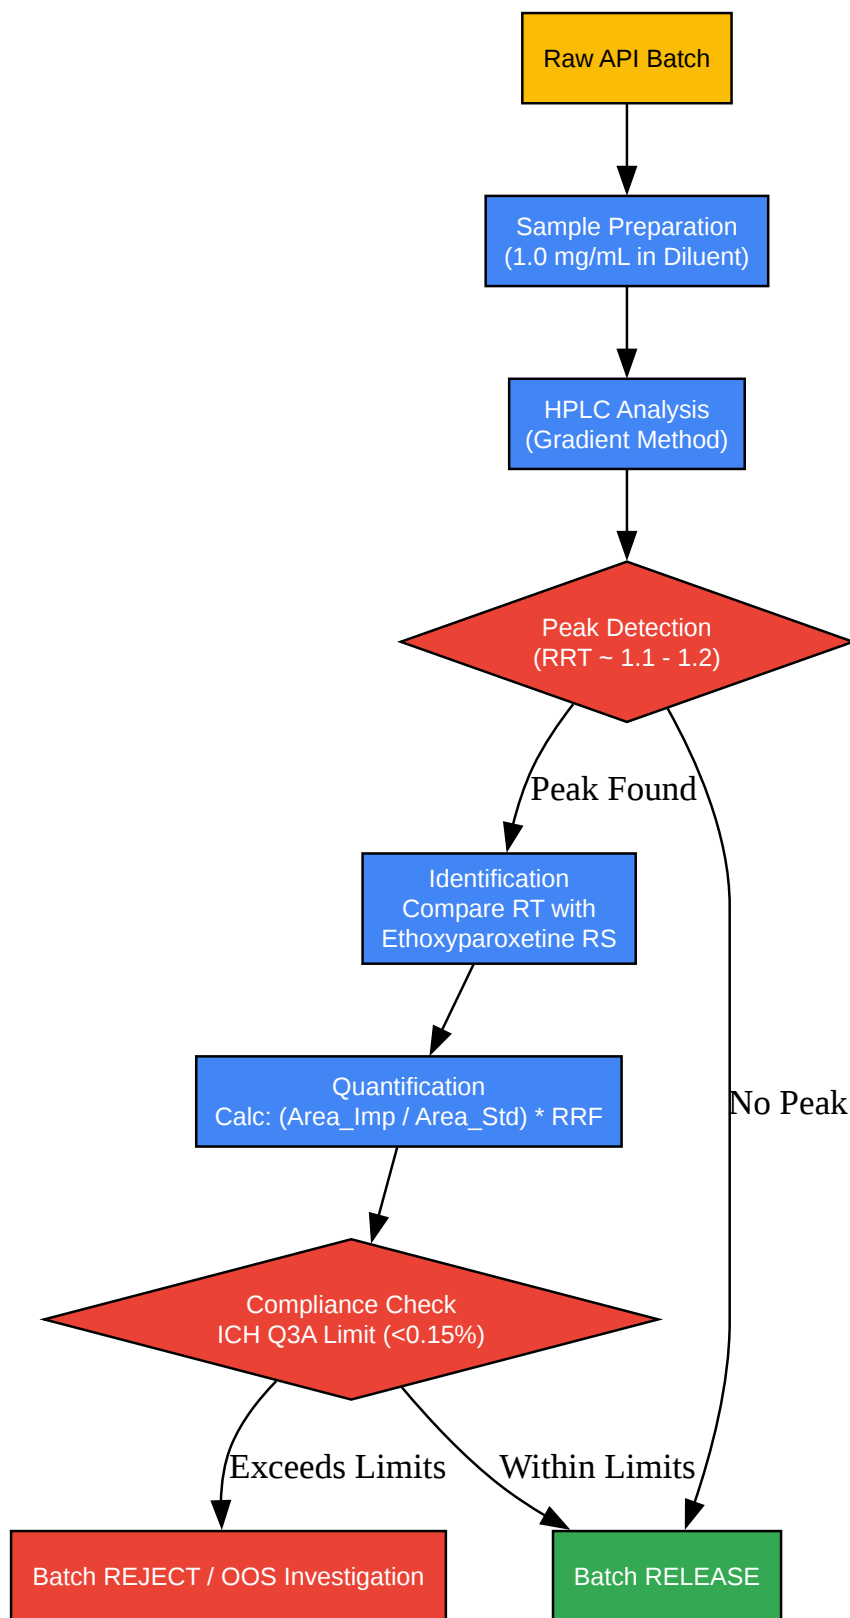 Raw API Batch
Sample Preparation
(1.0 mg/mL in Diluent)
HPLC Analysis
(Gradient Method)
Peak Detection
(RRT ~ 1.1 - 1.2)
Peak Found
Identification
Compare RT with
Ethoxyparoxetine RS
Quantification
Calc: (Area_Imp / Area_Std) * RRF
No Peak
Compliance Check
ICH Q3A Limit (<0.15%)
Exceeds Limits
Within Limits
Batch REJECT / OOS Investigation
Batch RELEASE